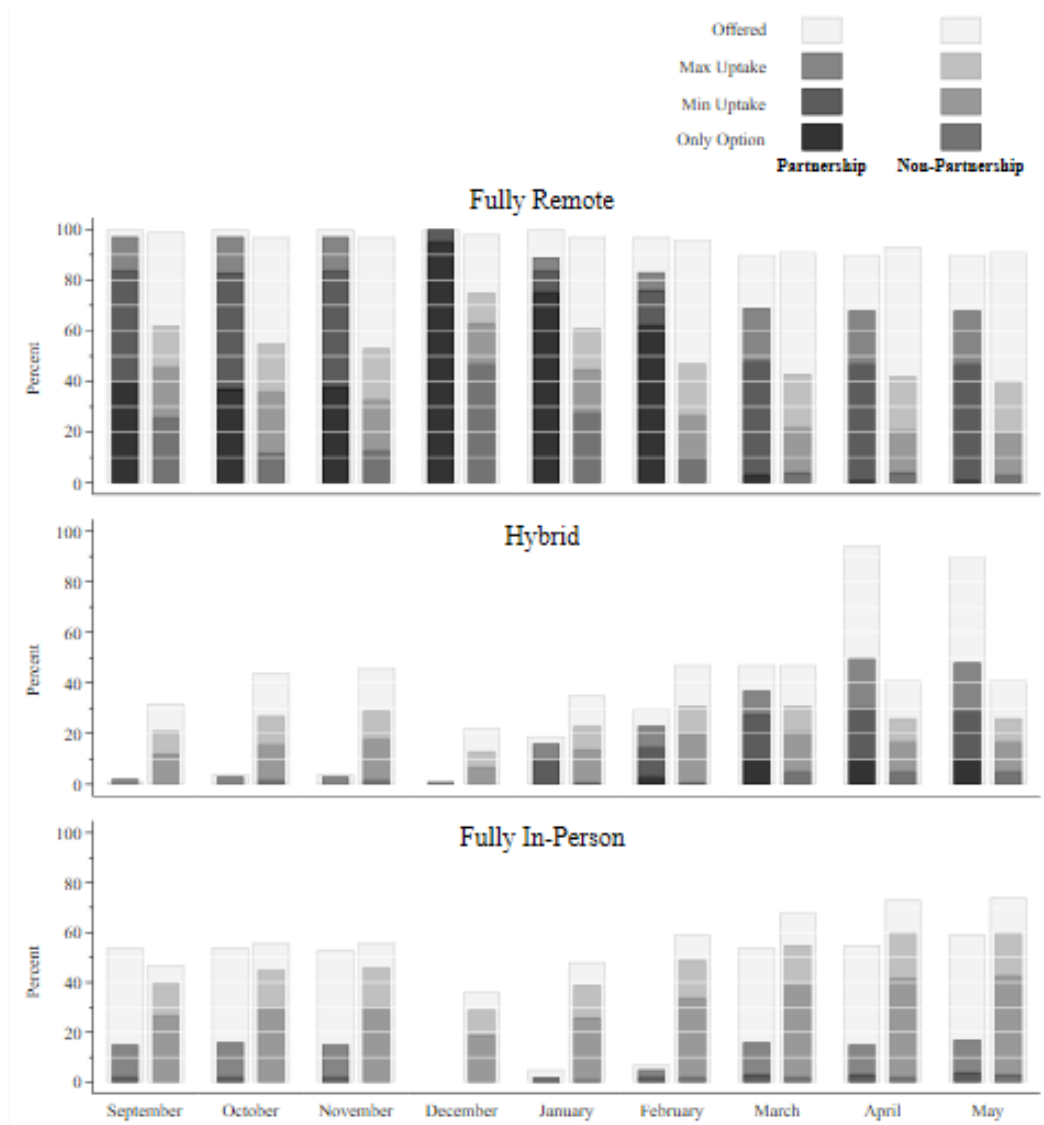 Offered
Max Uptake
Min Uptake
Only Option
Partnership Non-Partnership
Fully Remote
100
80
60
40
20
0
Percent
Hybrid
100
80
60
40
20
0
Percent
Fully In-Person
100
80
60
40
20
0
Percent
September October November December January February March April May